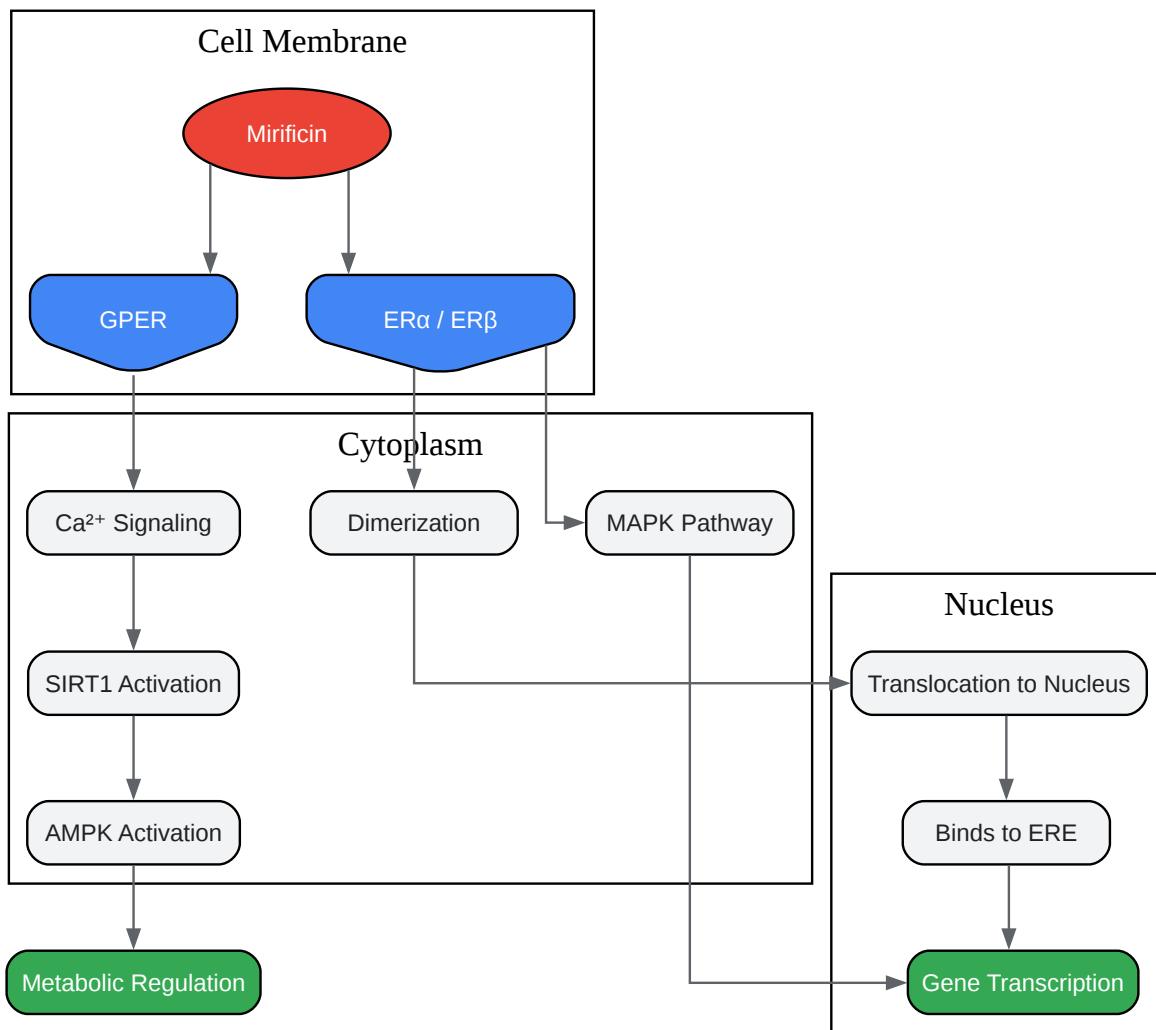 Cell Membrane
Mirificin
GPER
ERα / ERβ
Cytoplasm
Ca²⁺ Signaling
Dimerization
MAPK Pathway
Nucleus
SIRT1 Activation
Translocation to Nucleus
AMPK Activation
Binds to ERE
Metabolic Regulation
Gene Transcription